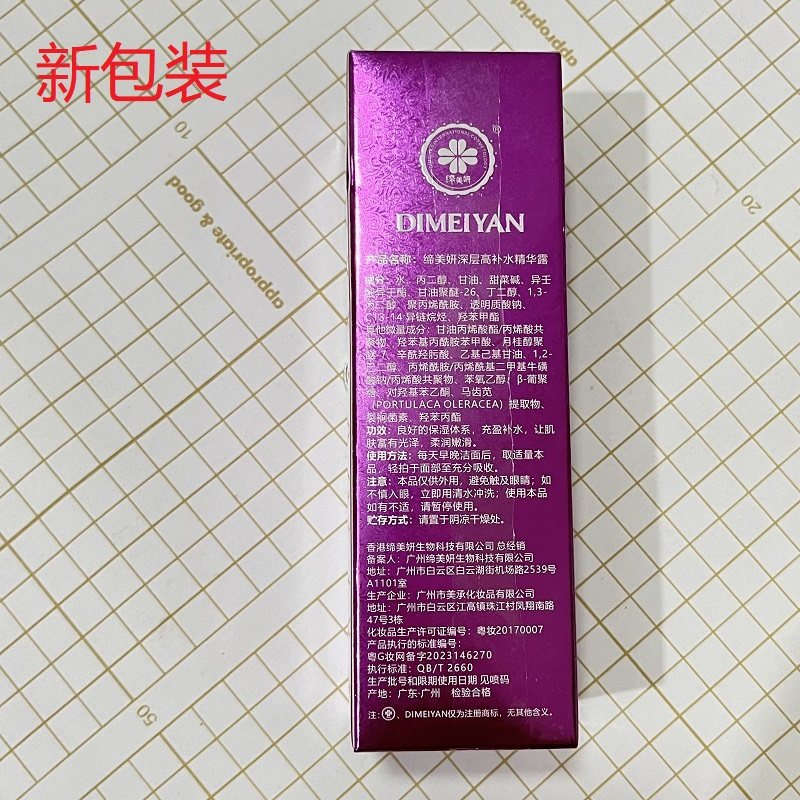 新包装
appropriate
10
appropriate & good
20
50
缔美妍
DIMEIYAN
产品名称：缔美妍深层高补水精华露
成分：水、丙二醇、甘油、甜菜碱、异壬
酸异壬酯、甘油聚醚-26、丁二醇、1,3-
丙二醇、聚丙烯酰胺、透明质酸钠、
C13-14 异链烷烃、羟苯甲酯
其他微量成分：甘油丙烯酸酯/丙烯酸共
聚物、羟苯基丙酰胺苯甲酸、月桂醇聚
醚-7、辛酰羟肟酸、乙基己基甘油、1,2-
己二醇、丙烯酰胺/丙烯酰基二甲基牛磺
酸钠/丙烯酸共聚物、苯氧乙醇、β-葡聚
糖、对羟基苯乙酮、马齿苋
（PORTULACA OLERACEA）提取物、
裂裥菌素、羟苯丙酯
功效：良好的保湿体系，充盈补水，让肌
肤富有光泽，柔润嫩滑。
使用方法：每天早晚洁面后，取适量本
品，轻拍于面部至充分吸收。
注意：本品仅供外用，避免触及眼睛；如
不慎入眼，立即用清水冲洗；使用本品
如有不适，请暂停使用。
贮存方式：请置于阴凉干燥处。
香港缔美妍生物科技有限公司 总经销
备案人：广州缔美妍生物科技有限公司
地址：广州市白云区白云湖街机场路2539号
A1101室
生产企业：广州市美承化妆品有限公司
地址：广州市白云区江高镇珠江村凤翔南路
47号3栋
化妆品生产许可证编号：粤妆20170007
产品执行的标准编号：
粤G妆网备字2023146270
执行标准：QB/T 2660
生产批号和限期使用日期 见喷码
产地：广东·广州 检验合格
注：，DIMEIYAN仅为注册商标，无其他含义。